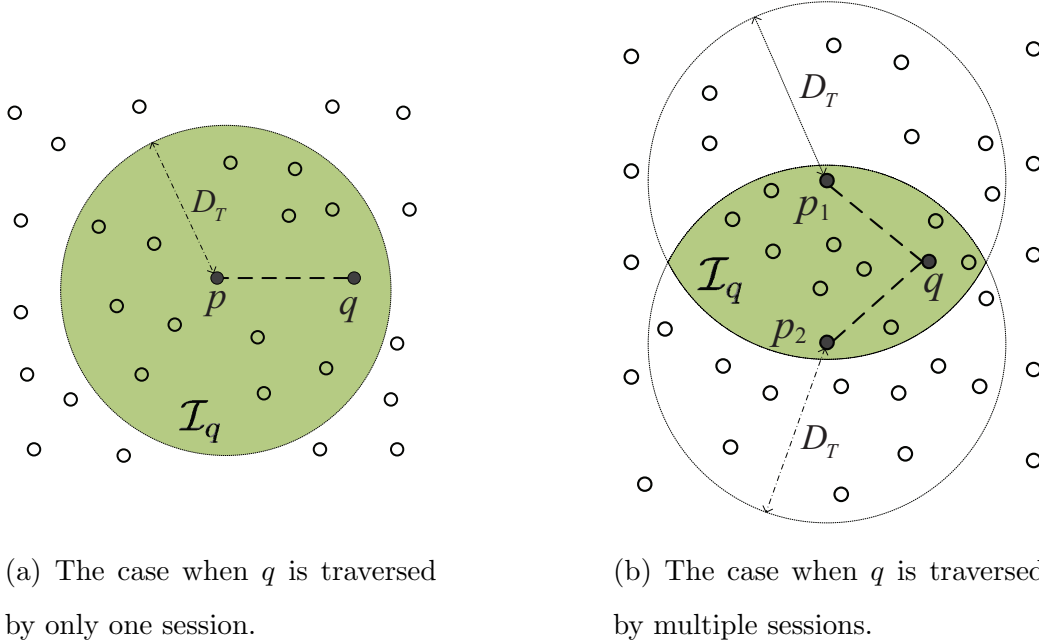 D_T
p
q
I_q
(a) The case when q is traversed
by only one session.
D_T
p_1
I_q
q
p_2
D_T
(b) The case when q is traversed
by multiple sessions.